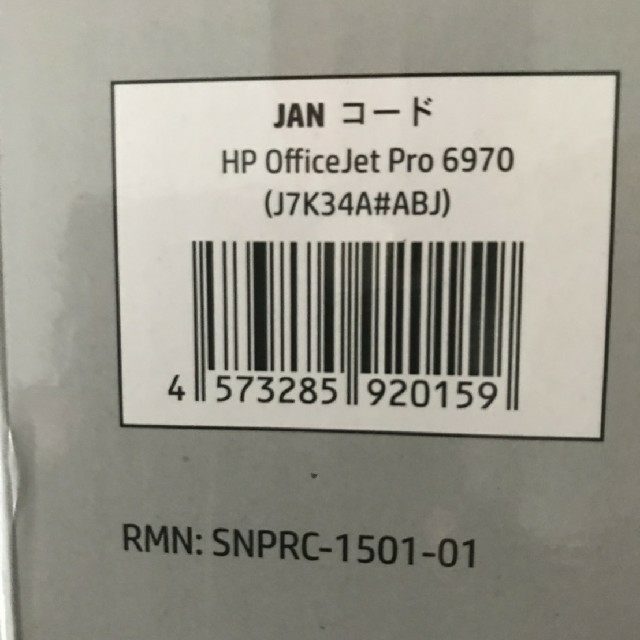 JAN コード
HP OfficeJet Pro 6970
(J7K34A#ABJ)
4 573285 920159
RMN: SNPRC-1501-01